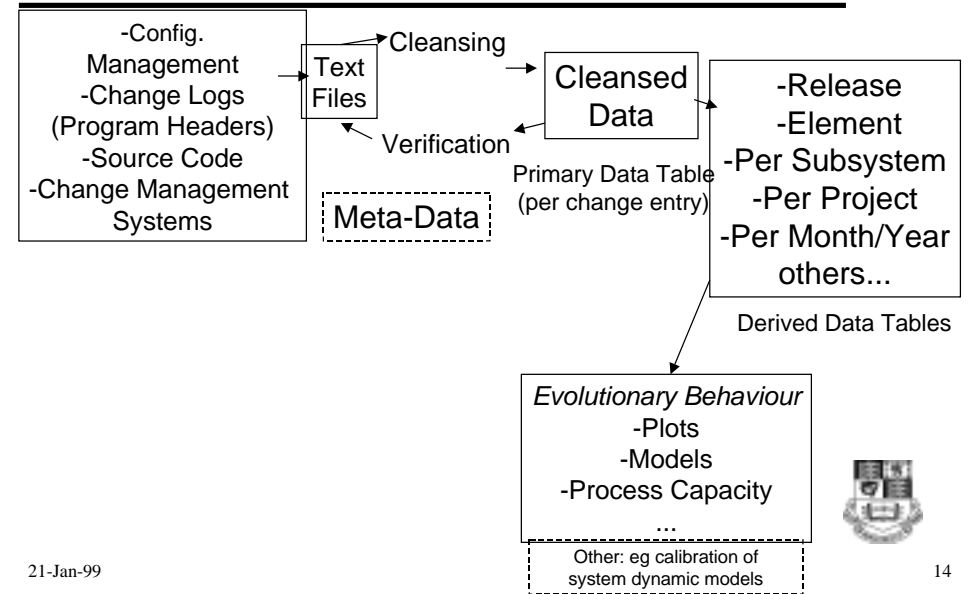 -Config.
Management
-Change Logs
(Program Headers)
-Source Code
-Change Management
Systems
Text
Files
Cleansing
Verification
Meta-Data
Cleansed
Data
Primary Data Table
(per change entry)
-Release
-Element
-Per Subsystem
-Per Project
-Per Month/Year
others...
Derived Data Tables
Evolutionary Behaviour
-Plots
-Models
-Process Capacity
...
Other: eg calibration of
system dynamic models
21-Jan-99
14